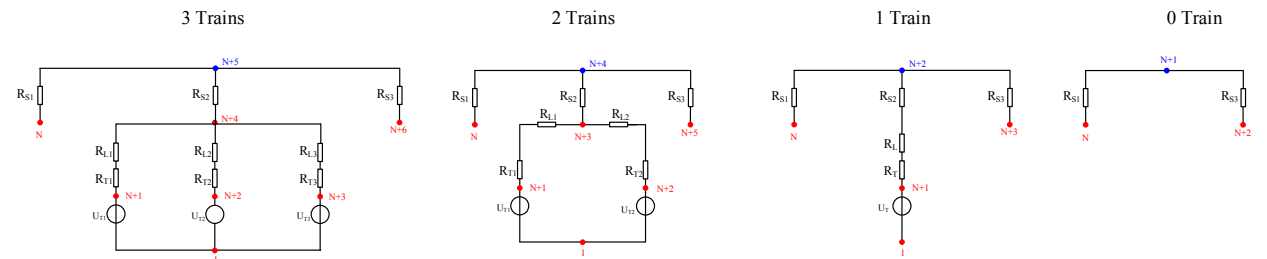 3 Trains
2 Trains
1 Train
0 Train
N+5
RS1
RS2
RS3
N
N+4
N+6
RL1
RL2
RL3
RT1
RT2
RT3
N+1
N+2
N+3
UT1
UT2
UT3
1
N+4
RS1
RS2
RS3
RL1
RL2
N
N+3
N+5
RT1
RT2
N+1
N+2
UT1
UT2
1
N+2
RS1
RS2
RS3
N
N+3
RL
RT
N+1
UT
1
N+1
RS1
RS3
N
N+2